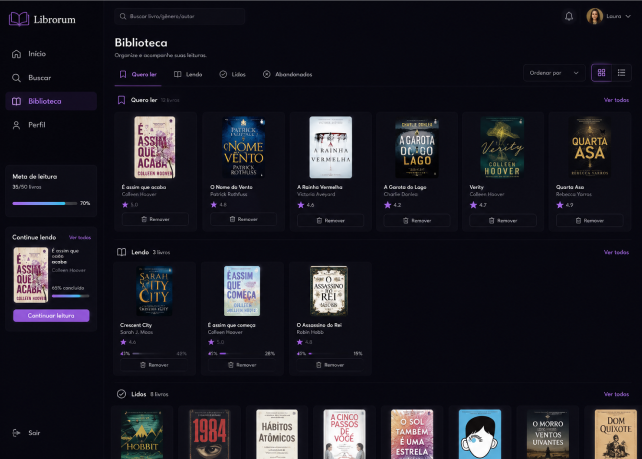 Librorum
Buscar livro/gênero/autor
Laura
Início
Buscar
Biblioteca
Perfil
Biblioteca
Organize e acompanhe suas leituras.
Quero ler
Lendo
Lidos
Abandonados
Ordenar por
Quero ler
livros
Ver todos
É ASSIM QUE ACABA
COLLEEN HOOVER
PATRICK ROTHFUSS
O NOME DO VENTO
A RAINHA VERMELHA
CHARLIE DONLEA
A GAROTA DO LAGO
Verity
COLLEEN HOOVER
QUARTA ASA
REBECCA YARROS
É assim que acaba
Colleen Hoover
5.0
Remover
O Nome do Vento
Patrick Rothfuss
4.8
Remover
A Rainha Vermelha
Victoria Aveyard
4.6
Remover
A Garota do Lago
Charlie Donlea
4.2
Remover
Verity
Colleen Hoover
4.7
Remover
Quarta Asa
Rebecca Yarros
4.9
Remover
Meta de leitura
35/50 livros
70%
Continue lendo
Ver todos
É ASSIM QUE ACABA
COLLEEN HOOVER
É assim que
acaba
Colleen Hoover
65% concluído
Continuar leitura
Lendo
3 livros
Ver todos
SARAH J. MAAS
CITY
É ASSIM QUE COMEÇA
COLLEEN HOOVER
O ASSASSINO DO REI
Crescent City
Sarah J. Maas
4.6
Remover
É assim que começa
Colleen Hoover
5.0
45%
28%
Remover
O Assassino do Rei
Robin Hobb
4.8
45%
Remover
Lidos
8 livros
Ver todos
O HOBBIT
1984
HÁBITOS ATÔMICOS
A CINCO PASSOS DE VOCÊ
O SOL TAMBÉM É UMA ESTRELA
O MORRO DOS VENTOS UIVANTES
DOM QUIXOTE
Sair